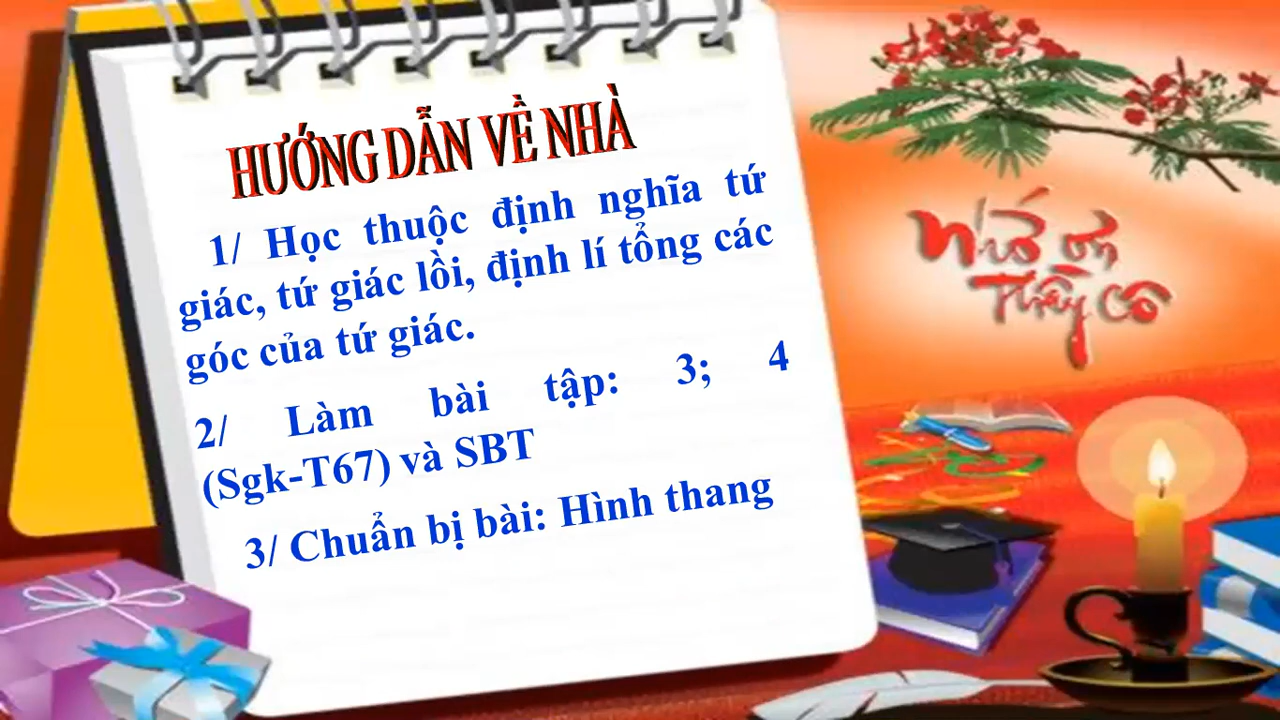 HƯỚNG DẪN VỀ NHÀ
1/ Học thuộc định nghĩa tứ
giác, tứ giác lồi, định lí tổng các
góc của tứ giác.
2/ Làm bài tập: 3; 4
(Sgk-T67) và SBT
3/ Chuẩn bị bài: Hình thang
Nhớ ơn
Thầy Cô